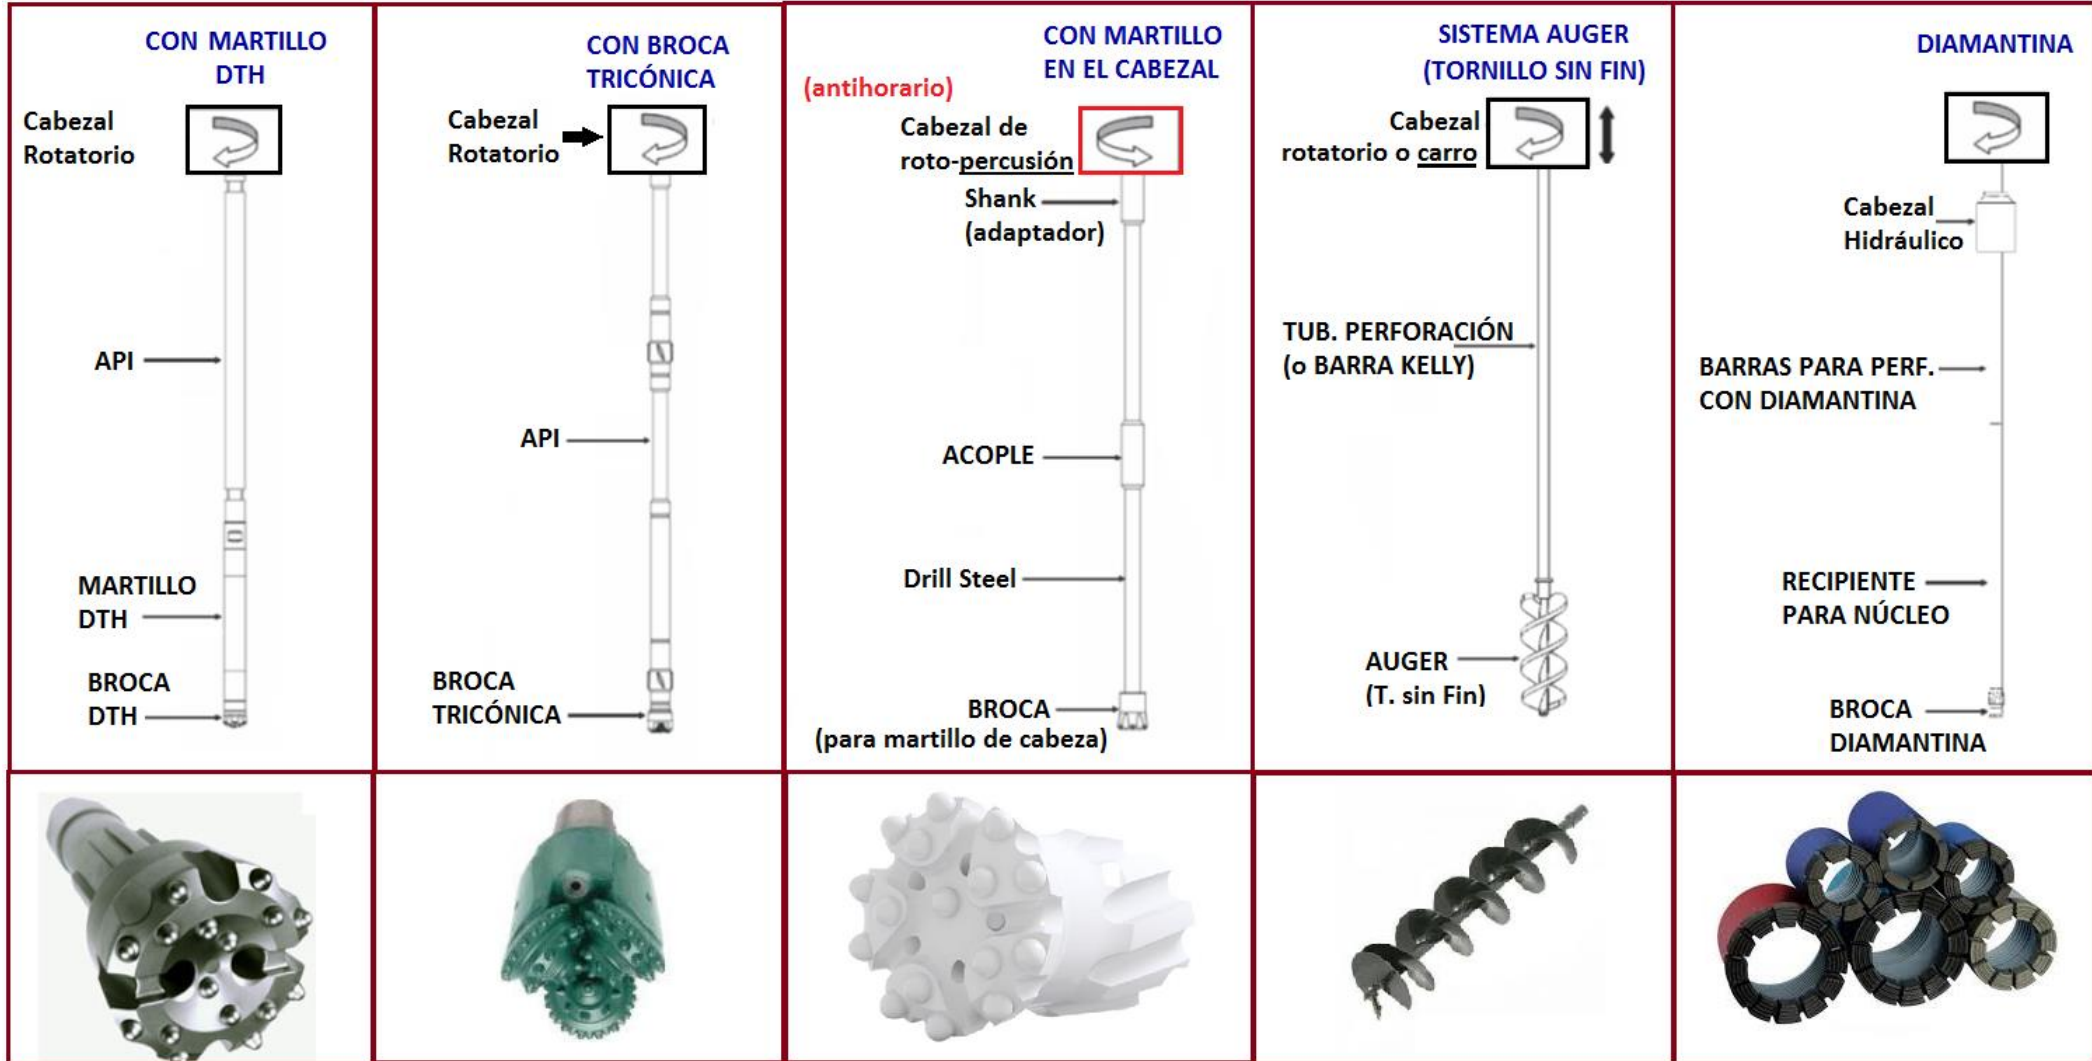 CON MARTILLO
DTH
Cabezal
Rotatorio
API
MARTILLO
DTH
BROCA
DTH
CON BROCA
TRICÓNICA
Cabezal
Rotatorio
API
BROCA
TRICÓNICA
CON MARTILLO
EN EL CABEZAL
(antihorario)
Cabezal de
roto-percusión
Shank
(adaptador)
ACOPLE
Drill Steel
BROCA
(para martillo de cabeza)
SISTEMA AUGER
(TORNILLO SIN FIN)
Cabezal
rotatorio o carro
TUB. PERFORACIÓN
(o BARRA KELLY)
AUGER
(T. sin Fin)
DIAMANTINA
Cabezal
Hidráulico
BARRAS PARA PERF.
CON DIAMANTINA
RECIPIENTE
PARA NÚCLEO
BROCA
DIAMANTINA